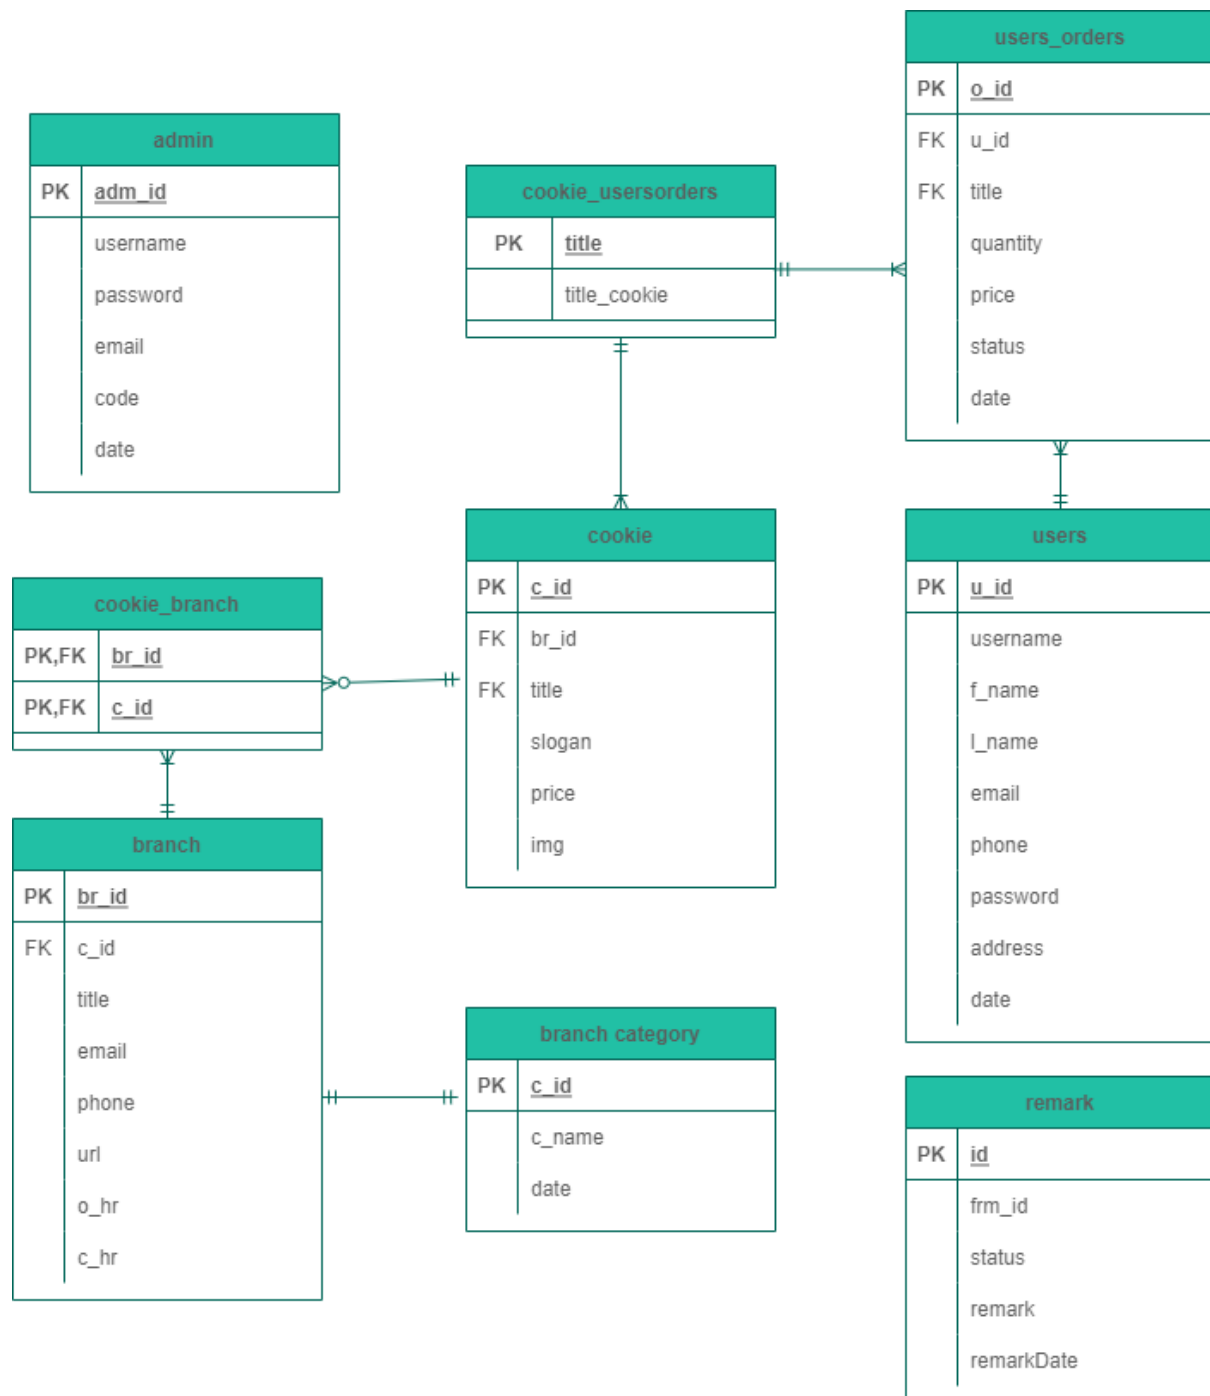 admin
PK adm_id
username
password
email
code
date
cookie_usersorders
PK title
title_cookie
users_orders
PK o_id
FK u_id
FK title
quantity
price
status
date
cookie_branch
PK,FK br_id
PK,FK c_id
cookie
PK c_id
FK br_id
FK title
slogan
price
img
users
PK u_id
username
f_name
l_name
email
phone
password
address
date
branch
PK br_id
FK c_id
title
email
phone
url
o_hr
c_hr
branch category
PK c_id
c_name
date
remark
PK id
frm_id
status
remark
remarkDate